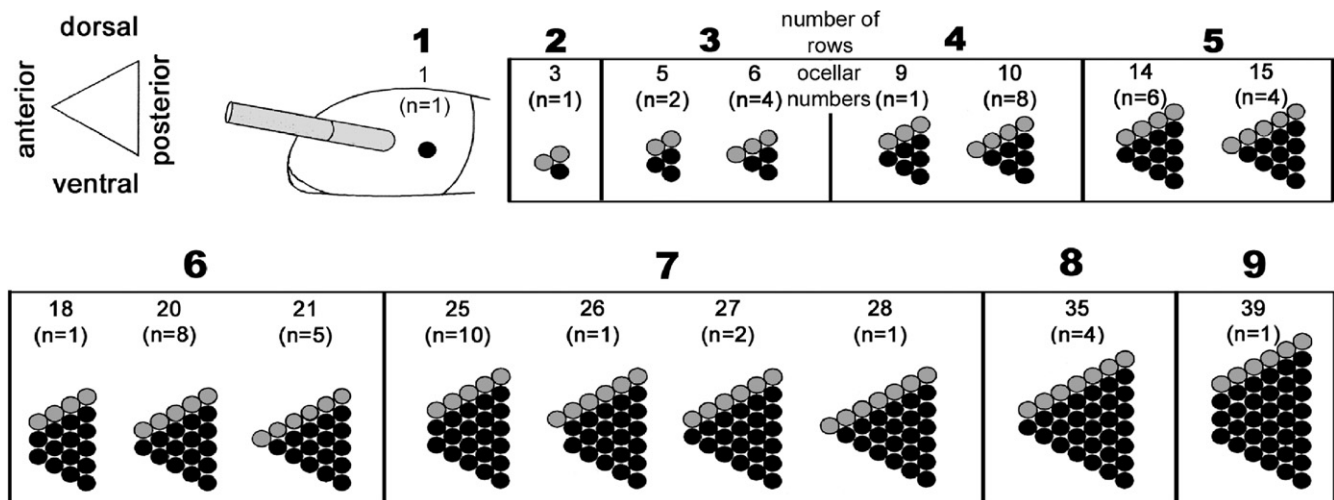 dorsal
anterior
posterior
ventral
1
1
(n=1)
number of
rows
ocellar
numbers
2
3
4
5
3
(n=1)
5
(n=2)
6
(n=4)
9
(n=1)
10
(n=8)
14
(n=6)
15
(n=4)
6
7
8
9
18
(n=1)
20
(n=8)
21
(n=5)
25
(n=10)
26
(n=1)
27
(n=2)
28
(n=1)
35
(n=4)
39
(n=1)